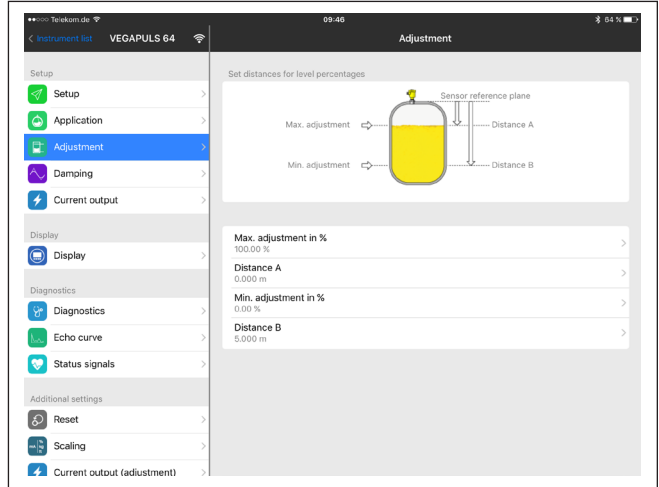 ●●○○○ Telekom.de
09:46
64 %
< Instrument list
VEGAPULS 64
Adjustment
Setup
Setup
Application
Adjustment
Damping
Current output
Display
Display
Diagnostics
Diagnostics
Echo curve
Status signals
Additional settings
Reset
Scaling
Current output (adjustment)
Set distances for level percentages
Sensor reference plane
Max. adjustment
Distance A
Min. adjustment
Distance B
Max. adjustment in %
100.00 %
Distance A
0.000 m
Min. adjustment in %
0.00 %
Distance B
5.000 m